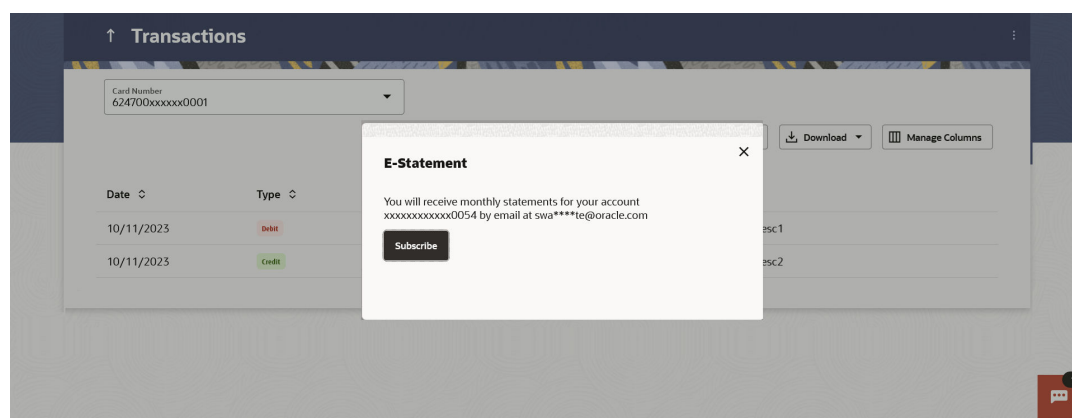 Transactions
Card Number
624700xxxxxx0001
Download
Manage Columns
E-Statement
You will receive monthly statements for your account
xxxxxxxxxxxx0054 by email at swa****te@oracle.com
Subscribe
Date Type
10/11/2023 Debit esc1
10/11/2023 Credit esc2